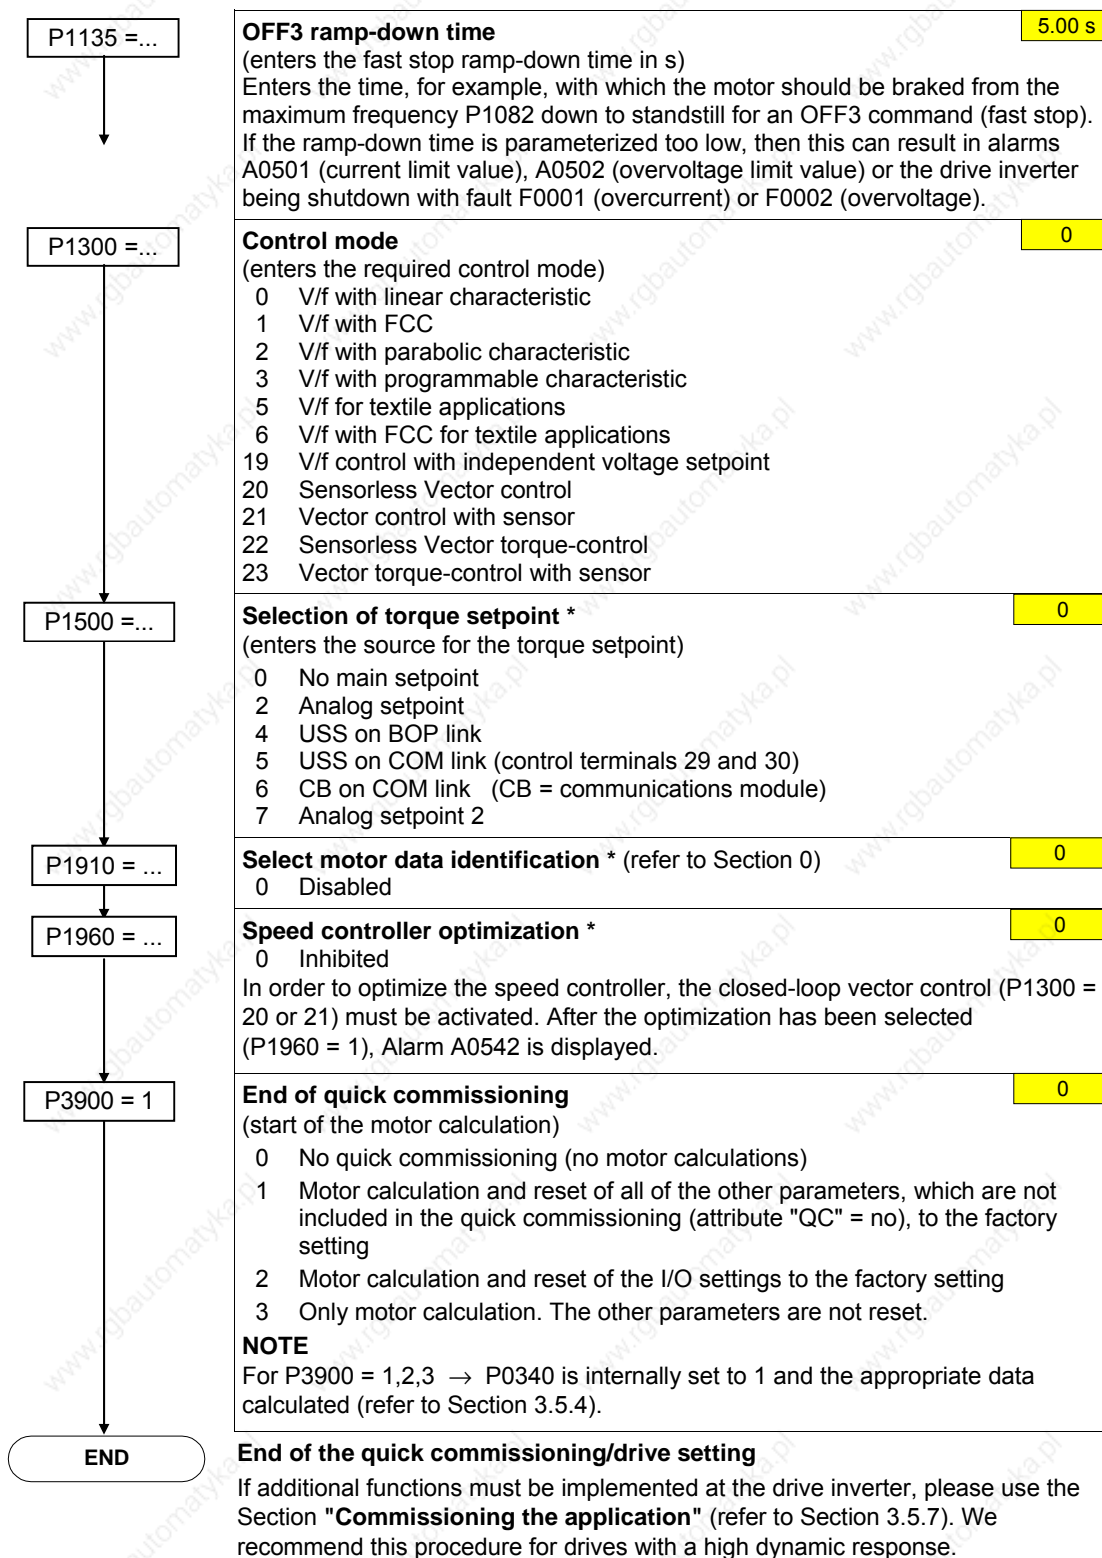 P1135 =...
OFF3 ramp-down time
5.00 s
(enters the fast stop ramp-down time in s)
Enters the time, for example, with which the motor should be braked from the
maximum frequency P1082 down to standstill for an OFF3 command (fast stop).
If the ramp-down time is parameterized too low, then this can result in alarms
A0501 (current limit value), A0502 (overvoltage limit value) or the drive inverter
being shutdown with fault F0001 (overcurrent) or F0002 (overvoltage).
P1300 =...
Control mode
0
(enters the required control mode)
0 V/f with linear characteristic
1 V/f with FCC
2 V/f with parabolic characteristic
3 V/f with programmable characteristic
5 V/f for textile applications
6 V/f with FCC for textile applications
19 V/f control with independent voltage setpoint
20 Sensorless Vector control
21 Vector control with sensor
22 Sensorless Vector torque-control
23 Vector torque-control with sensor
P1500 =...
Selection of torque setpoint *
0
(enters the source for the torque setpoint)
0 No main setpoint
2 Analog setpoint
4 USS on BOP link
5 USS on COM link (control terminals 29 and 30)
6 CB on COM link (CB = communications module)
7 Analog setpoint 2
P1910 = ...
Select motor data identification * (refer to Section 0)
0
0 Disabled
P1960 = ...
Speed controller optimization *
0
0 Inhibited
In order to optimize the speed controller, the closed-loop vector control (P1300 =
20 or 21) must be activated. After the optimization has been selected
(P1960 = 1), Alarm A0542 is displayed.
P3900 = 1
End of quick commissioning
0
(start of the motor calculation)
0 No quick commissioning (no motor calculations)
1 Motor calculation and reset of all of the other parameters, which are not
included in the quick commissioning (attribute "QC" = no), to the factory
setting
2 Motor calculation and reset of the I/O settings to the factory setting
3 Only motor calculation. The other parameters are not reset.
NOTE
For P3900 = 1,2,3 → P0340 is internally set to 1 and the appropriate data
calculated (refer to Section 3.5.4).
END
End of the quick commissioning/drive setting
If additional functions must be implemented at the drive inverter, please use the
Section "Commissioning the application" (refer to Section 3.5.7). We
recommend this procedure for drives with a high dynamic response.
www.rgbautomatyka.pl